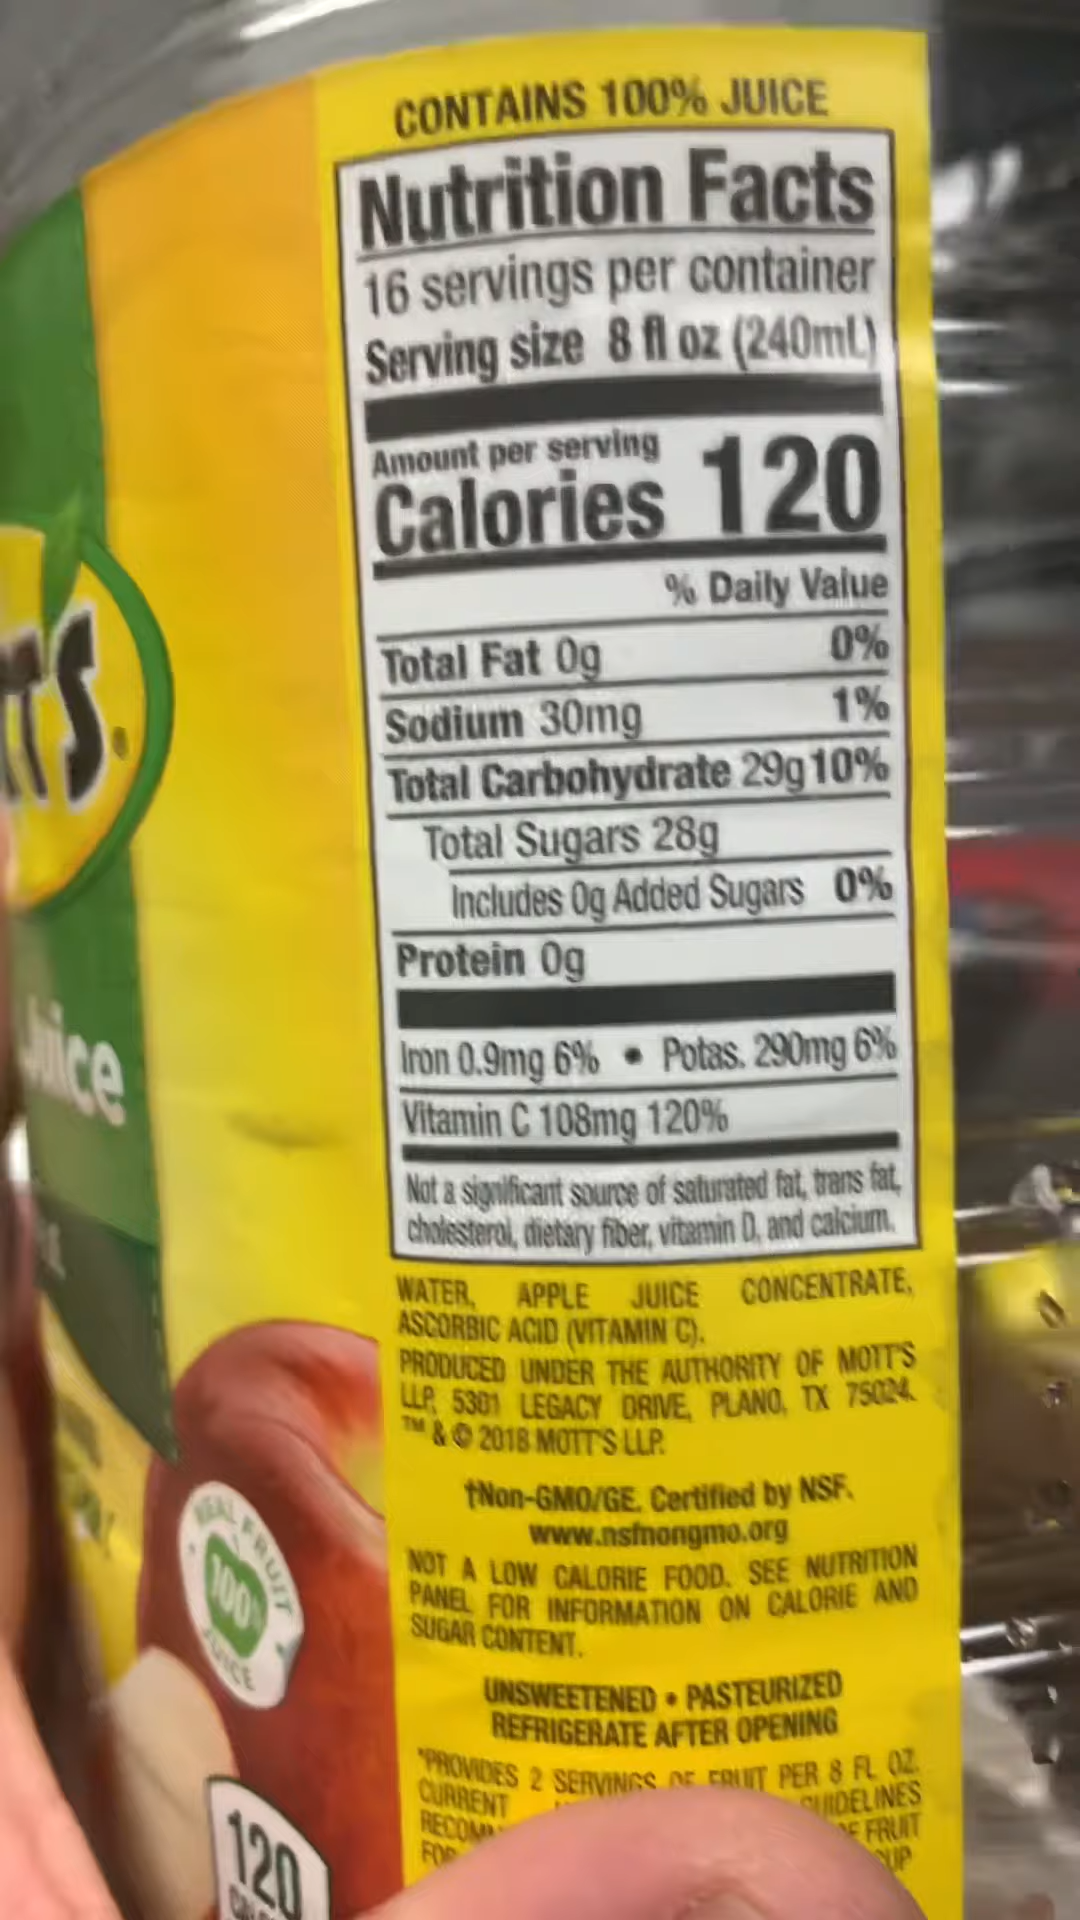 CONTAINS 100% JUICE
Nutrition Facts
16 servings per container
Serving size 8 fl oz (240mL)
Amount per serving
Calories 120
% Daily Value
Total Fat 0g 0%
Sodium 30mg 1%
Total Carbohydrate 29g 10%
Total Sugars 28g
Includes 0g Added Sugars 0%
Protein 0g
Iron 0.9mg 6% • Potas. 290mg 6%
Vitamin C 108mg 120%
Not a significant source of saturated fat, trans fat,
cholesterol, dietary fiber, vitamin D, and calcium.
WATER, APPLE JUICE CONCENTRATE,
ASCORBIC ACID (VITAMIN C).
PRODUCED UNDER THE AUTHORITY OF MOTT'S
LLP, 5301 LEGACY DRIVE, PLANO, TX 75024.
™ & © 2018 MOTT'S LLP.
†Non-GMO/GE. Certified by NSF.
www.nsfnongmo.org
NOT A LOW CALORIE FOOD. SEE NUTRITION
PANEL FOR INFORMATION ON CALORIE AND
SUGAR CONTENT.
UNSWEETENED • PASTEURIZED
REFRIGERATE AFTER OPENING
*PROVIDES 2 SERVINGS OF FRUIT PER 8 FL OZ.
CURRENT GUIDELINES
OF FRUIT
FOR CUP
TT'S
Juice
REAL FRUIT
100%
JUICE
120